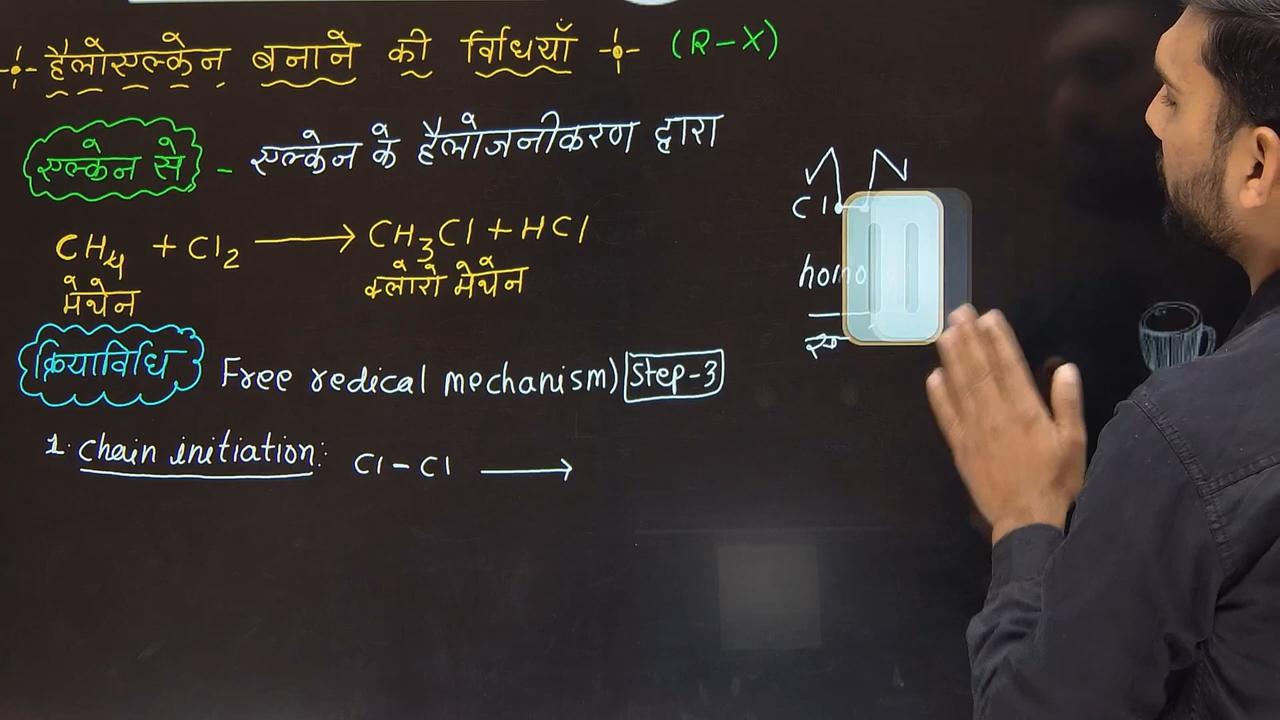 हैलोएल्केन बनाने की विधियाँ (R-X)
एल्केन से - एल्केन के हैलोजनीकरण द्वारा
CH4 + Cl2 ⟶ CH3Cl + HCl
मेथेन क्लोरो मेथेन
क्रियाविधि Free redical mechanism) Step-3
1. Chain initiation: Cl-Cl ⟶
Cl
homo